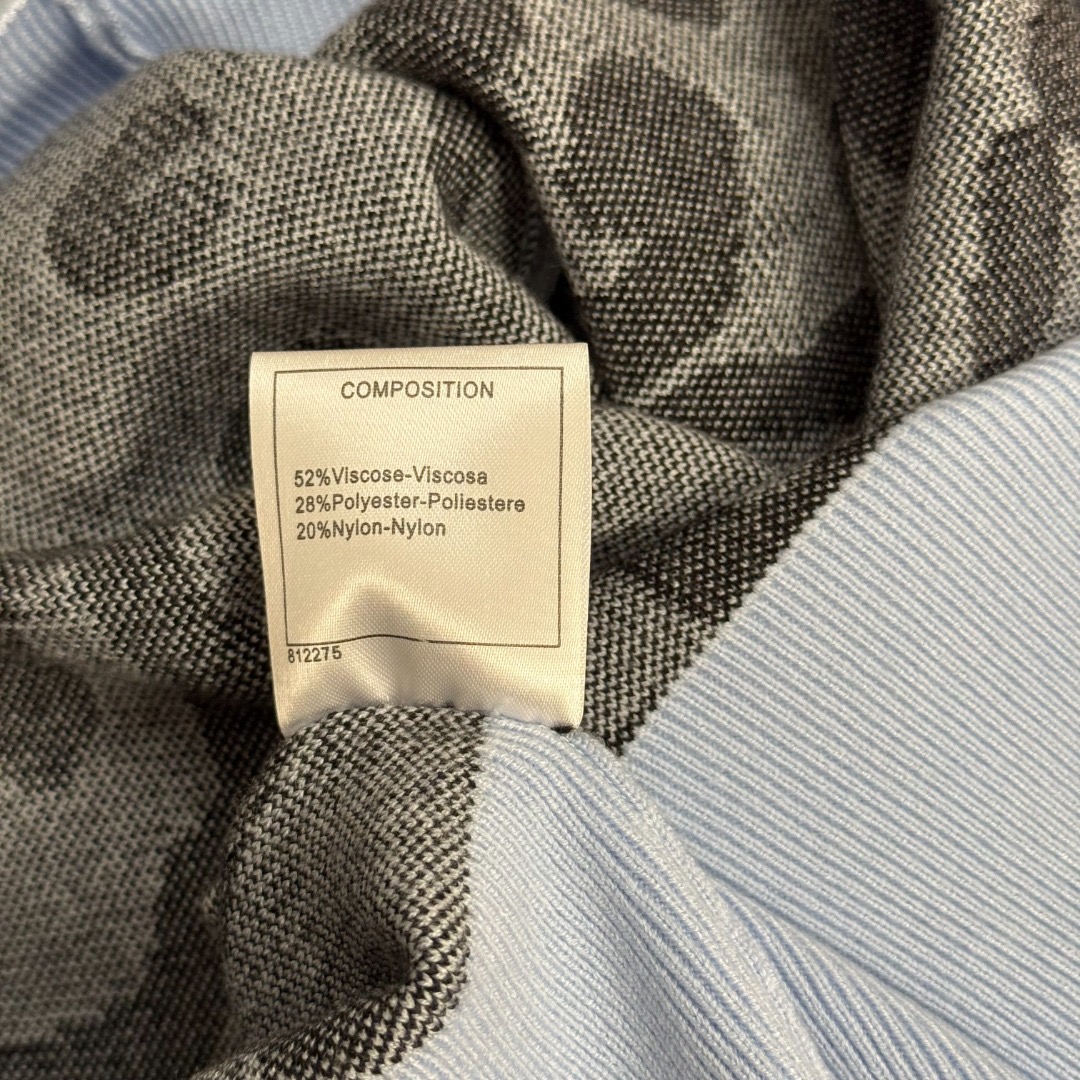 COMPOSITION
52%Viscose-Viscosa
28%Polyester-Poliestere
20%Nylon-Nylon
812275